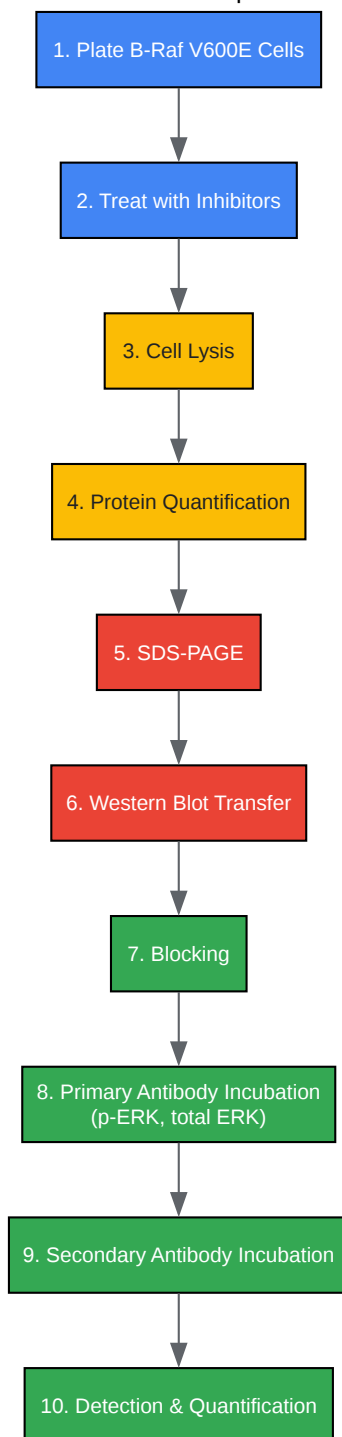 1. Plate B-Raf V600E Cells
2. Treat with Inhibitors
3. Cell Lysis
4. Protein Quantification
5. SDS-PAGE
6. Western Blot Transfer
7. Blocking
8. Primary Antibody Incubation
(p-ERK, total ERK)
9. Secondary Antibody Incubation
10. Detection & Quantification